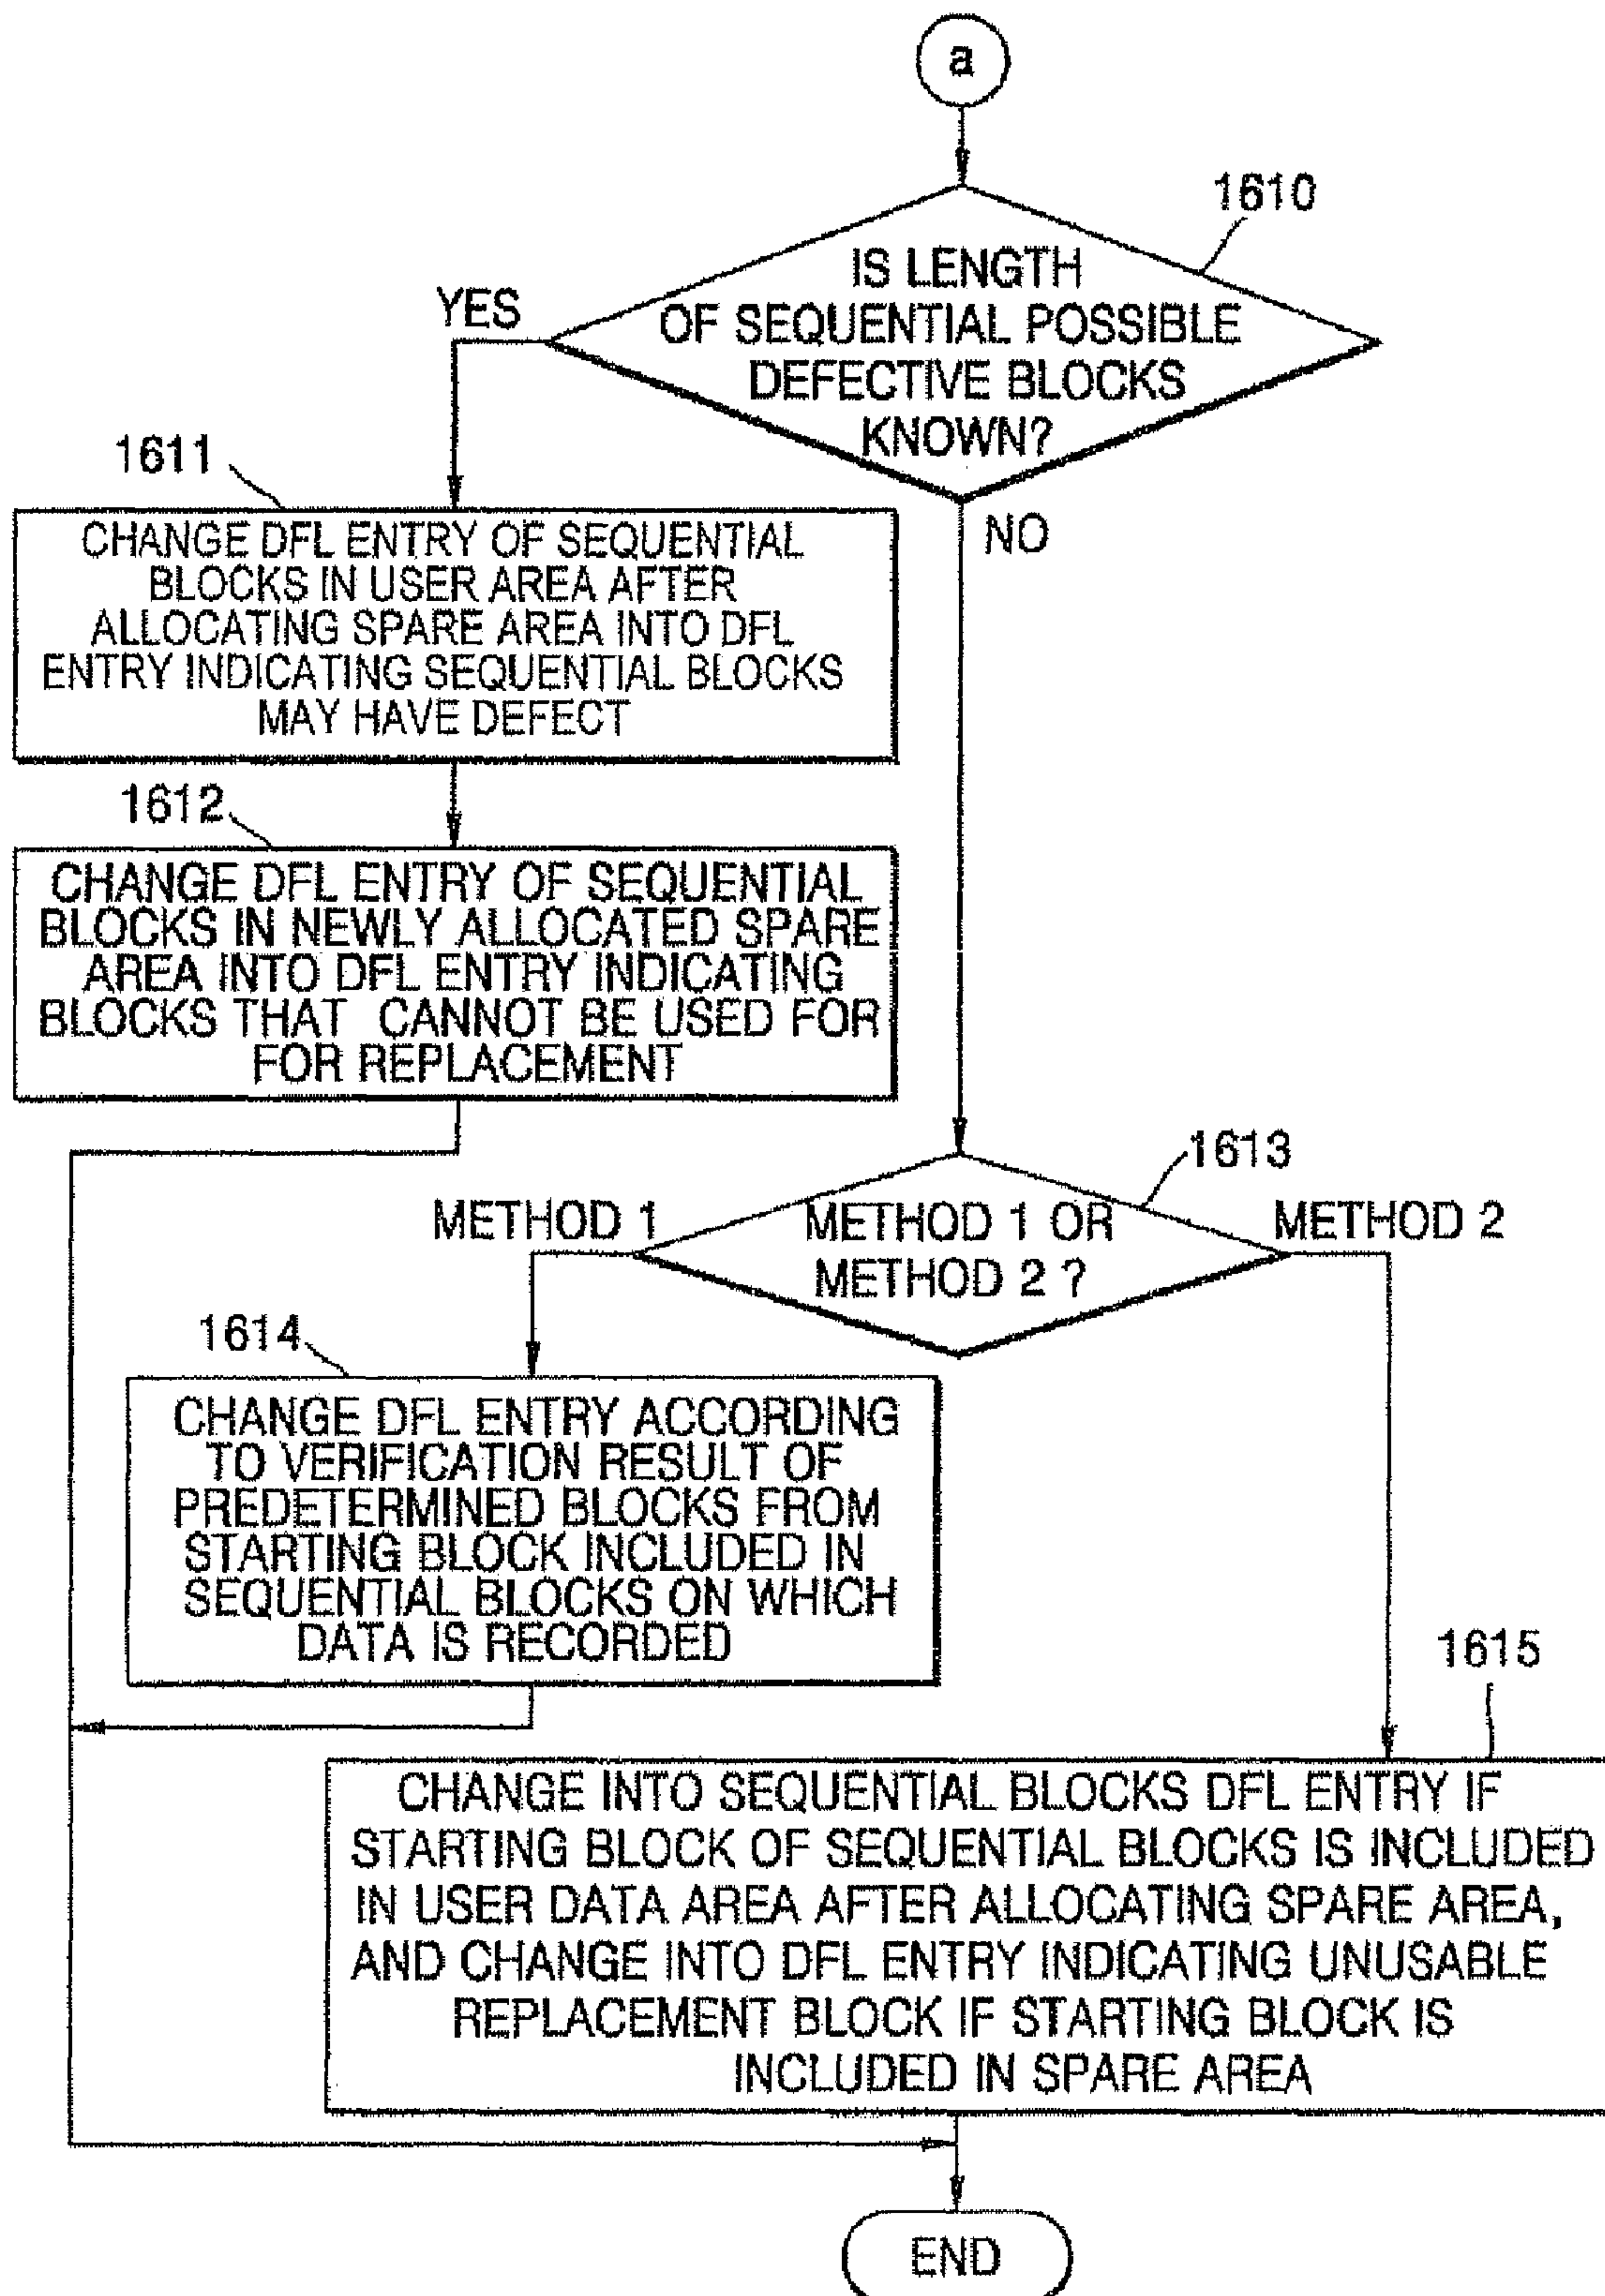 a
1610
IS LENGTH
OF SEQUENTIAL POSSIBLE
DEFECTIVE BLOCKS
KNOWN?
YES
NO
1611
CHANGE DFL ENTRY OF SEQUENTIAL
BLOCKS IN USER AREA AFTER
ALLOCATING SPARE AREA INTO DFL
ENTRY INDICATING SEQUENTIAL BLOCKS
MAY HAVE DEFECT
1612
CHANGE DFL ENTRY OF SEQUENTIAL
BLOCKS IN NEWLY ALLOCATED SPARE
AREA INTO DFL ENTRY INDICATING
BLOCKS THAT CANNOT BE USED FOR
FOR REPLACEMENT
1613
METHOD 1 OR
METHOD 2 ?
METHOD 1
METHOD 2
1614
CHANGE DFL ENTRY ACCORDING
TO VERIFICATION RESULT OF
PREDETERMINED BLOCKS FROM
STARTING BLOCK INCLUDED IN
SEQUENTIAL BLOCKS ON WHICH
DATA IS RECORDED
1615
CHANGE INTO SEQUENTIAL BLOCKS DFL ENTRY IF
STARTING BLOCK OF SEQUENTIAL BLOCKS IS INCLUDED
IN USER DATA AREA AFTER ALLOCATING SPARE AREA,
AND CHANGE INTO DFL ENTRY INDICATING UNUSABLE
REPLACEMENT BLOCK IF STARTING BLOCK IS
INCLUDED IN SPARE AREA
END